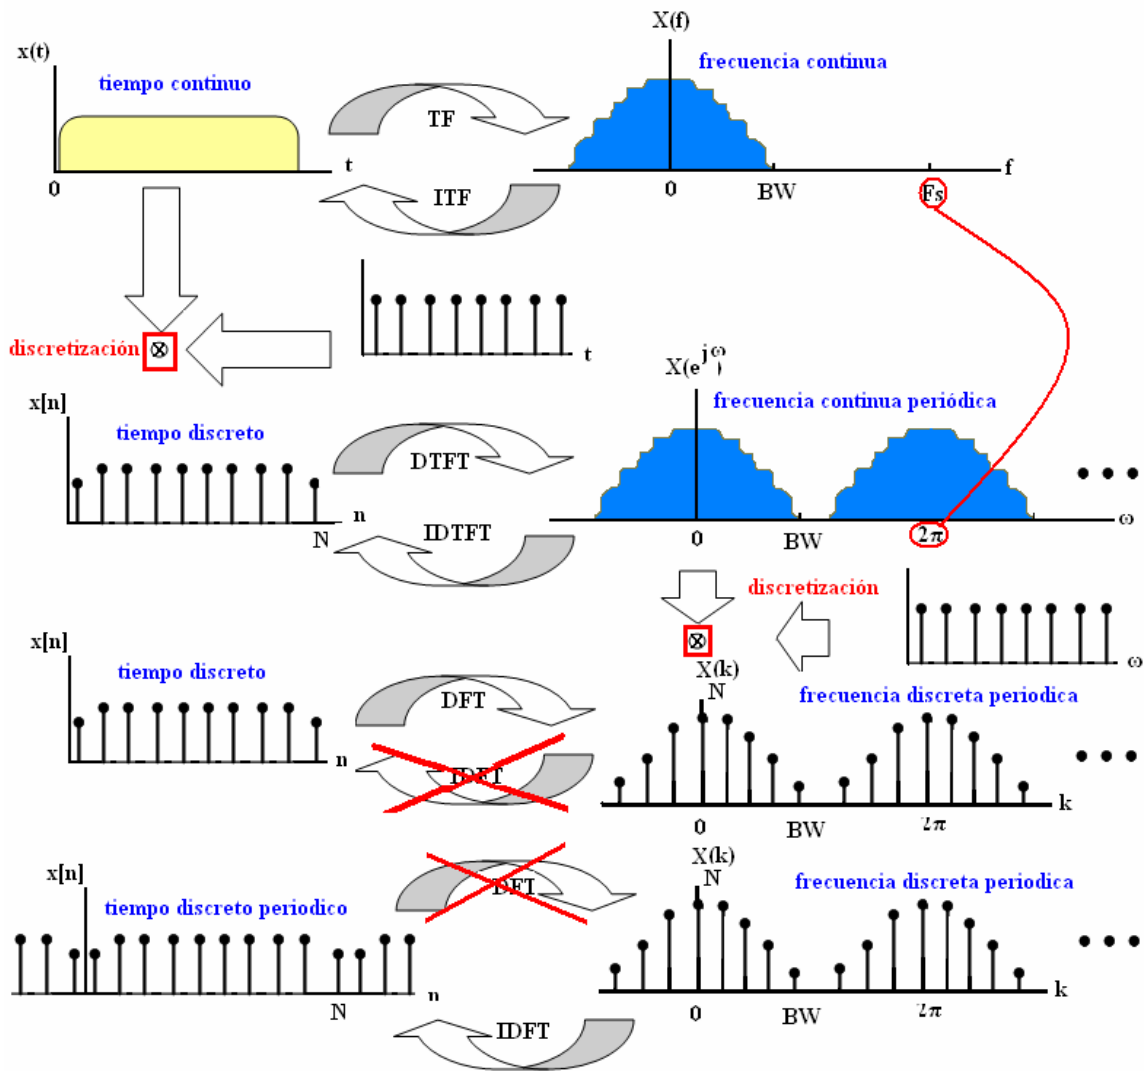 X(f)
x(t)
tiempo continuo
frecuencia continua
TF
t
0
ITF
f
0
BW
Fs
discretización
t
X(e^jω)
x[n]
tiempo discreto
frecuencia continua periódica
DTFT
n
N
IDTFT
0
BW
2π
ω
discretización
x[n]
tiempo discreto
ω
X(k)
N
DFT
frecuencia discreta periodica
n
IDFT
k
0
BW
2π
x[n]
tiempo discreto periodico
DFT
X(k)
N
frecuencia discreta periodica
n
N
k
0
BW
2π
IDFT